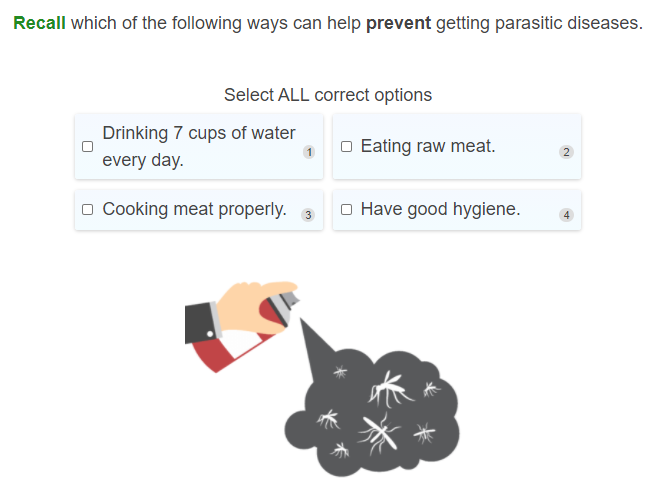 Recall which of the following ways can help prevent getting parasitic diseases.
Select ALL correct options
Drinking 7 cups of water
every day.
1
Eating raw meat.
2
Cooking meat properly.
3
Have good hygiene.
4